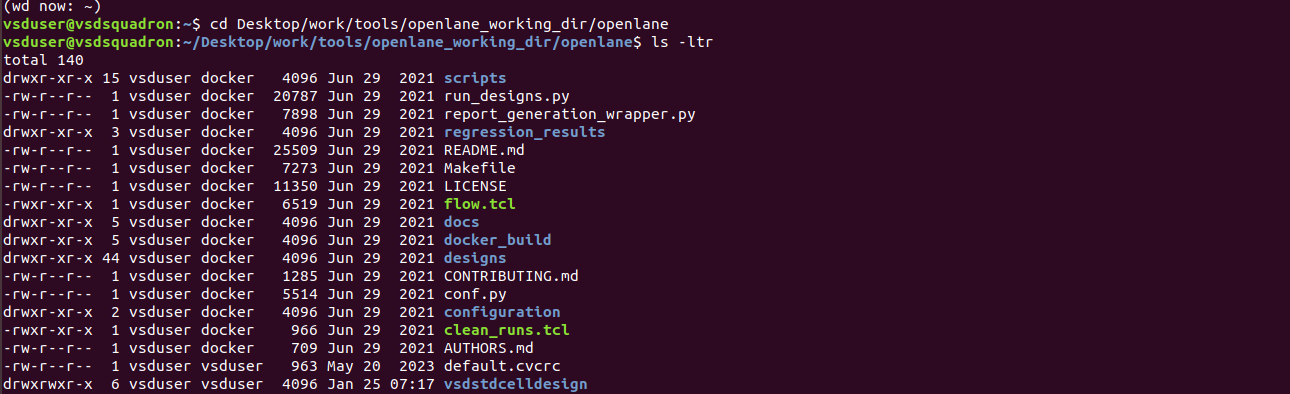 (wd now: ~)
vsduser@vsdsquadron:~$ cd Desktop/work/tools/openlane_working_dir/openlane
vsduser@vsdsquadron:~/Desktop/work/tools/openlane_working_dir/openlane$ ls -ltr
total 140
drwxr-xr-x 15 vsduser docker   4096 Jun 29  2021 scripts
-rw-r--r--  1 vsduser docker  20787 Jun 29  2021 run_designs.py
-rw-r--r--  1 vsduser docker   7898 Jun 29  2021 report_generation_wrapper.py
drwxr-xr-x  3 vsduser docker   4096 Jun 29  2021 regression_results
-rw-r--r--  1 vsduser docker  25509 Jun 29  2021 README.md
-rw-r--r--  1 vsduser docker   7273 Jun 29  2021 Makefile
-rw-r--r--  1 vsduser docker  11350 Jun 29  2021 LICENSE
-rwxr-xr-x  1 vsduser docker   6519 Jun 29  2021 flow.tcl
drwxr-xr-x  5 vsduser docker   4096 Jun 29  2021 docs
drwxr-xr-x  5 vsduser docker   4096 Jun 29  2021 docker_build
drwxr-xr-x 44 vsduser docker   4096 Jun 29  2021 designs
-rw-r--r--  1 vsduser docker   1285 Jun 29  2021 CONTRIBUTING.md
-rw-r--r--  1 vsduser docker   5514 Jun 29  2021 conf.py
drwxr-xr-x  2 vsduser docker   4096 Jun 29  2021 configuration
-rwxr-xr-x  1 vsduser docker    966 Jun 29  2021 clean_runs.tcl
-rw-r--r--  1 vsduser docker    709 Jun 29  2021 AUTHORS.md
-rw-r--r--  1 vsduser vsduser   963 May 20  2023 default.cvcrc
drwxrwxr-x  6 vsduser vsduser  4096 Jan 25 07:17 vsdstdcelldesign